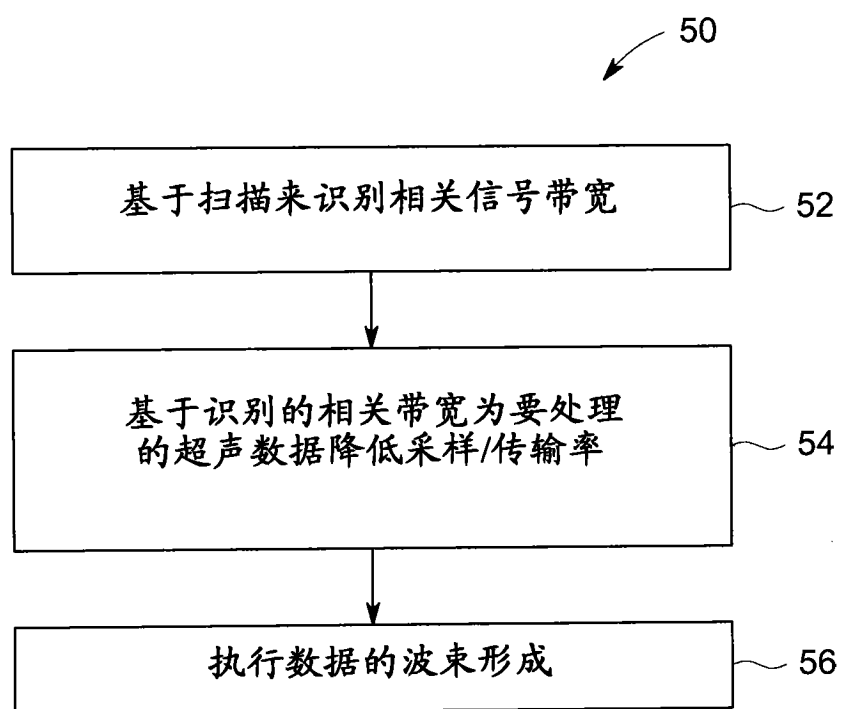 50
基于扫描来识别相关信号带宽
52
基于识别的相关带宽为要处理
的超声数据降低采样/传输率
54
执行数据的波束形成
56